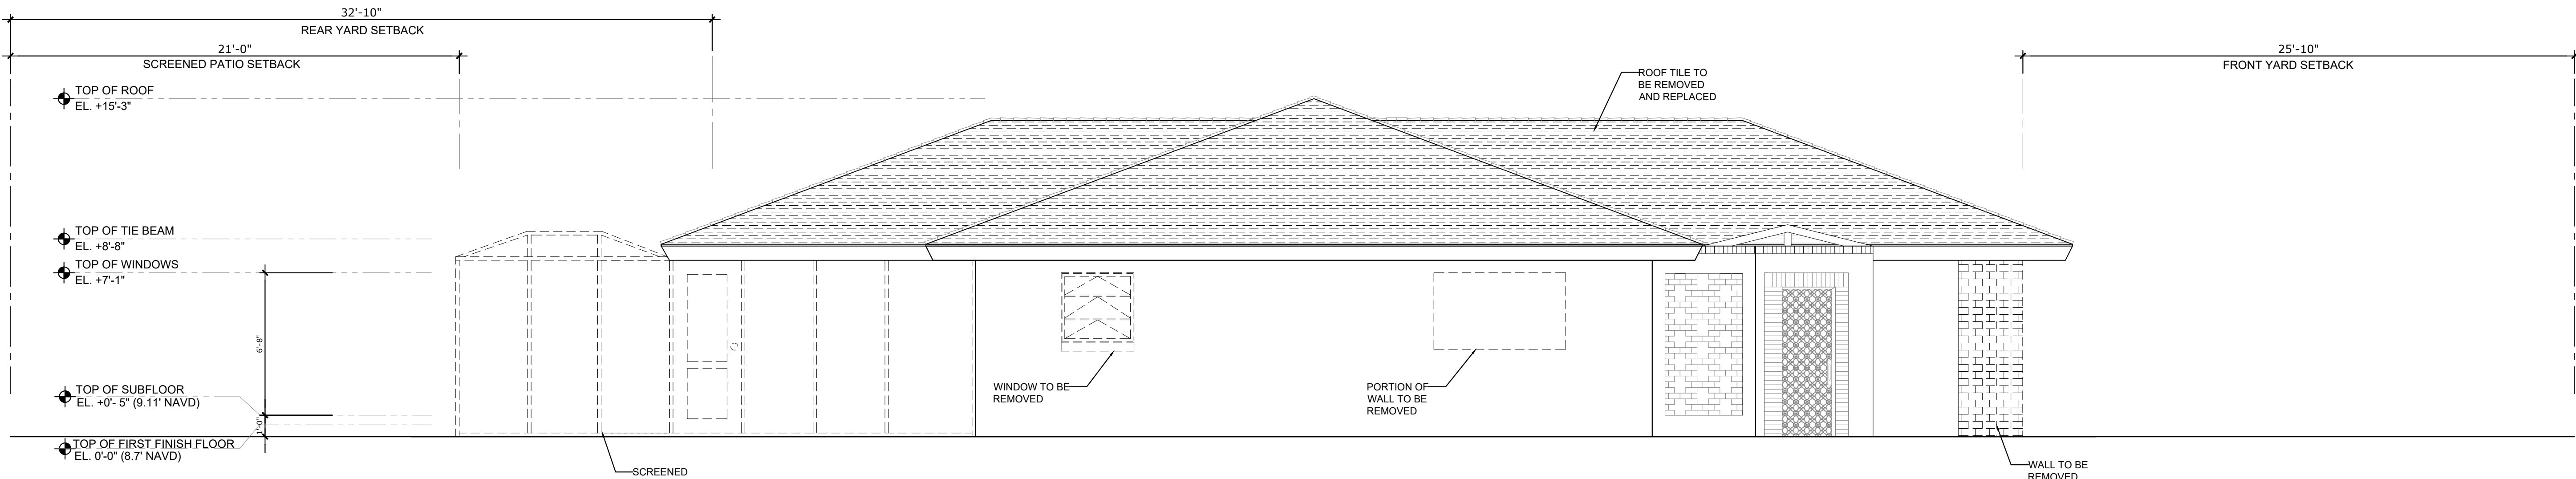 32'-10"
REAR YARD SETBACK
21'-0"
SCREENED PATIO SETBACK
25'-10"
FRONT YARD SETBACK
TOP OF ROOF
EL. +15'-3"
ROOF TILE TO
BE REMOVED
AND REPLACED
TOP OF TIE BEAM
EL. +8'-8"
TOP OF WINDOWS
EL. +7'-1"
6'-8"
TOP OF SUBFLOOR
EL. +0'- 5" (9.11' NAVD)
1'-0"
TOP OF FIRST FINISH FLOOR
EL. 0'-0" (8.7' NAVD)
WINDOW TO BE
REMOVED
PORTION OF
WALL TO BE
REMOVED
SCREENED
WALL TO BE
REMOVED